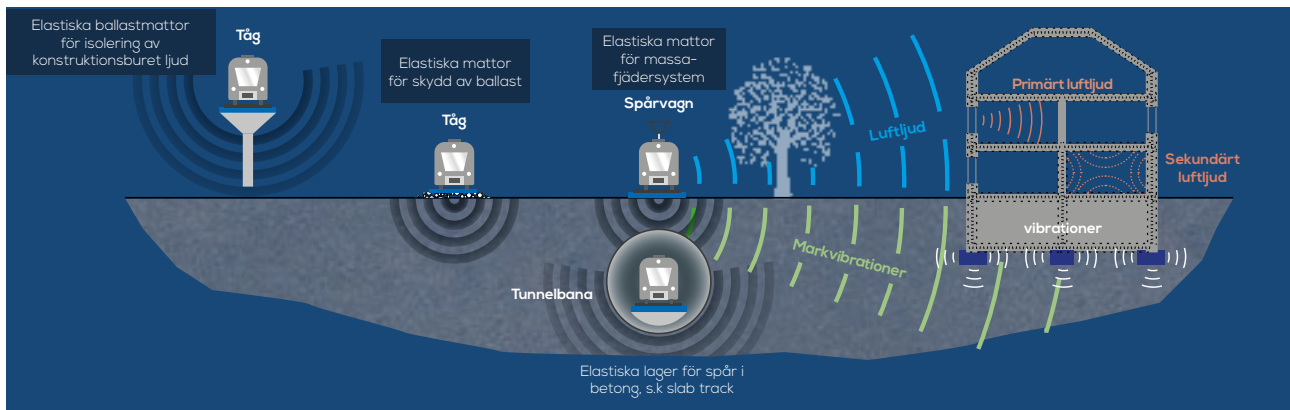 Elastiska ballastmattor
för isolering av
konstruktionsburet ljud
Tåg
Elastiska mattor
för skydd av ballast
Tåg
Elastiska mattor
för massa-
fjädersystem
Spårvagn
Luftljud
Primärt luftljud
Sekundärt
luftljud
vibrationer
Markvibrationer
Tunnelbana
Elastiska lager för spår i
betong, s.k slab track